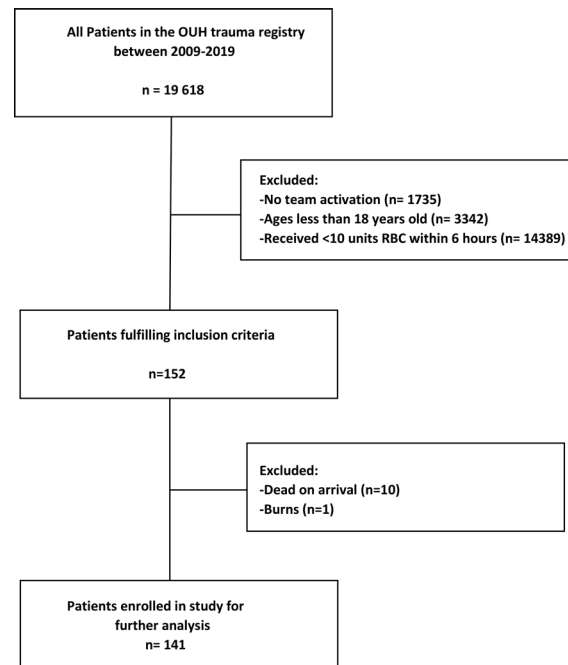 All Patients in the OUH trauma registry
between 2009-2019
n = 19 618
Excluded:
-No team activation (n= 1735)
-Ages less than 18 years old (n= 3342)
-Received <10 units RBC within 6 hours (n= 14389)
Patients fulfilling inclusion criteria
n=152
Excluded:
-Dead on arrival (n=10)
-Burns (n=1)
Patients enrolled in study for
further analysis
n= 141